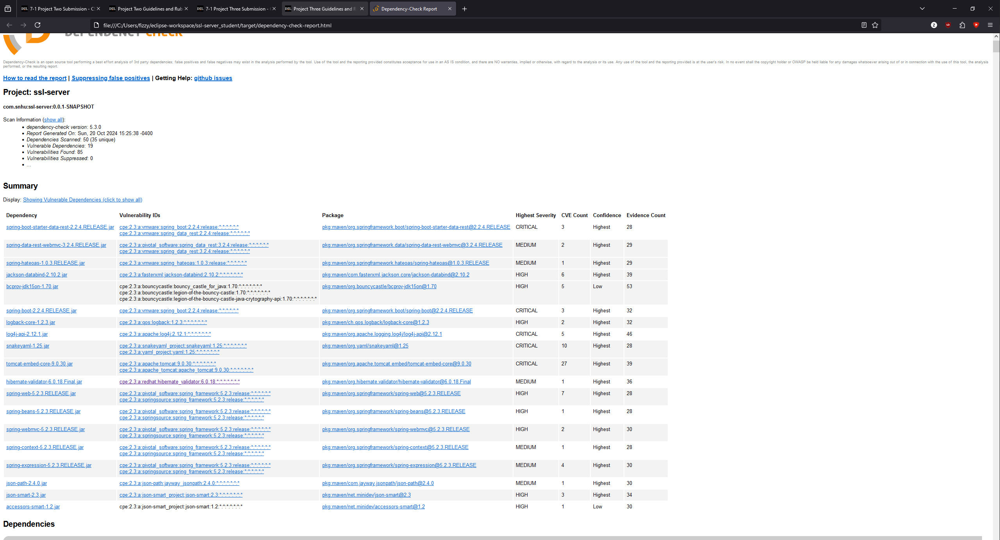 7-1 Project Two Submission - CS
Project Two Guidelines and Rub
7-1 Project Three Submission - C
Project Three Guidelines and R
Dependency-Check Report
file:///C:/Users/fizzy/eclipse-workspace/ssl-server_student/target/dependency-check-report.html
DEPENDENCY-CHECK
Dependency-Check is an open source tool performing a best effort analysis of 3rd party dependencies; false positives and false negatives may exist in the analysis performed by the tool. Use of the tool and the reporting provided constitutes acceptance for use in an AS IS condition, and there are NO warranties, implied or otherwise, with regard to the analysis or its use. Any use of the tool and the reporting provided is at the user's risk. In no event shall the copyright holder or OWASP be held liable for any damages whatsoever arising out of or in connection with the use of this tool, the analysis
performed, or the resulting report.
How to read the report | Suppressing false positives | Getting Help: github issues
Project: ssl-server
com.snhu:ssl-server:0.0.1-SNAPSHOT
Scan Information (show all):
• dependency-check version: 5.3.0
• Report Generated On: Sun, 20 Oct 2024 15:25:38 -0400
• Dependencies Scanned: 50 (35 unique)
• Vulnerable Dependencies: 19
• Vulnerabilities Found: 85
• Vulnerabilities Suppressed: 0
• ...
Summary
Display: Showing Vulnerable Dependencies (click to show all)
Dependency Vulnerability IDs Package Highest Severity CVE Count Confidence Evidence Count
spring-boot-starter-data-rest-2.2.4.RELEASE.jar cpe:2.3:a:vmware:spring_boot:2.2.4:release:*:*:*:*:*:* pkg:maven/org.springframework.boot/spring-boot-starter-data-rest@2.2.4.RELEASE CRITICAL 3 Highest 28
cpe:2.3:a:vmware:spring_data_rest:2.2.4:release:*:*:*:*:*:*
spring-data-rest-webmvc-3.2.4.RELEASE.jar cpe:2.3:a:pivotal_software:spring_data_rest:3.2.4:release:*:*:*:*:*:* pkg:maven/org.springframework.data/spring-data-rest-webmvc@3.2.4.RELEASE MEDIUM 2 Highest 29
cpe:2.3:a:vmware:spring_data_rest:3.2.4:release:*:*:*:*:*:*
spring-hateoas-1.0.3.RELEASE.jar cpe:2.3:a:vmware:spring_hateoas:1.0.3:release:*:*:*:*:*:* pkg:maven/org.springframework.hateoas/spring-hateoas@1.0.3.RELEASE MEDIUM 1 Highest 29
jackson-databind-2.10.2.jar cpe:2.3:a:fasterxml:jackson-databind:2.10.2:*:*:*:*:*:*:* pkg:maven/com.fasterxml.jackson.core/jackson-databind@2.10.2 HIGH 6 Highest 39
bcprov-jdk15on-1.70.jar cpe:2.3:a:bouncycastle:bouncy_castle_for_java:1.70:*:*:*:*:*:*:* pkg:maven/org.bouncycastle/bcprov-jdk15on@1.70 HIGH 5 Low 53
cpe:2.3:a:bouncycastle:legion-of-the-bouncy-castle:1.70:*:*:*:*:*:*:*
cpe:2.3:a:bouncycastle:legion-of-the-bouncy-castle-java-crytography-api:1.70:*:*:*:*:*:*:*
spring-boot-2.2.4.RELEASE.jar cpe:2.3:a:vmware:spring_boot:2.2.4:release:*:*:*:*:*:* pkg:maven/org.springframework.boot/spring-boot@2.2.4.RELEASE CRITICAL 3 Highest 32
logback-core-1.2.3.jar cpe:2.3:a:qos:logback:1.2.3:*:*:*:*:*:*:* pkg:maven/ch.qos.logback/logback-core@1.2.3 HIGH 2 Highest 32
log4j-api-2.12.1.jar cpe:2.3:a:apache:log4j:2.12.1:*:*:*:*:*:*:* pkg:maven/org.apache.logging.log4j/log4j-api@2.12.1 CRITICAL 5 Highest 46
snakeyaml-1.25.jar cpe:2.3:a:snakeyaml_project:snakeyaml:1.25:*:*:*:*:*:*:* pkg:maven/org.yaml/snakeyaml@1.25 CRITICAL 10 Highest 28
cpe:2.3:a:yaml_project:yaml:1.25:*:*:*:*:*:*:*
tomcat-embed-core-9.0.30.jar cpe:2.3:a:apache:tomcat:9.0.30:*:*:*:*:*:*:* pkg:maven/org.apache.tomcat.embed/tomcat-embed-core@9.0.30 CRITICAL 27 Highest 39
cpe:2.3:a:apache_tomcat:apache_tomcat:9.0.30:*:*:*:*:*:*:*
hibernate-validator-6.0.18.Final.jar cpe:2.3:a:redhat:hibernate_validator:6.0.18:*:*:*:*:*:*:* pkg:maven/org.hibernate.validator/hibernate-validator@6.0.18.Final MEDIUM 1 Highest 36
spring-web-5.2.3.RELEASE.jar cpe:2.3:a:pivotal_software:spring_framework:5.2.3:release:*:*:*:*:*:* pkg:maven/org.springframework/spring-web@5.2.3.RELEASE HIGH 7 Highest 28
cpe:2.3:a:springsource:spring_framework:5.2.3:release:*:*:*:*:*:*
spring-beans-5.2.3.RELEASE.jar cpe:2.3:a:pivotal_software:spring_framework:5.2.3:release:*:*:*:*:*:* pkg:maven/org.springframework/spring-beans@5.2.3.RELEASE HIGH 1 Highest 28
cpe:2.3:a:springsource:spring_framework:5.2.3:release:*:*:*:*:*:*
spring-webmvc-5.2.3.RELEASE.jar cpe:2.3:a:pivotal_software:spring_framework:5.2.3:release:*:*:*:*:*:* pkg:maven/org.springframework/spring-webmvc@5.2.3.RELEASE HIGH 2 Highest 30
cpe:2.3:a:springsource:spring_framework:5.2.3:release:*:*:*:*:*:*
spring-context-5.2.3.RELEASE.jar cpe:2.3:a:pivotal_software:spring_framework:5.2.3:release:*:*:*:*:*:* pkg:maven/org.springframework/spring-context@5.2.3.RELEASE MEDIUM 1 Highest 28
cpe:2.3:a:springsource:spring_framework:5.2.3:release:*:*:*:*:*:*
spring-expression-5.2.3.RELEASE.jar cpe:2.3:a:pivotal_software:spring_framework:5.2.3:release:*:*:*:*:*:* pkg:maven/org.springframework/spring-expression@5.2.3.RELEASE MEDIUM 4 Highest 30
cpe:2.3:a:springsource:spring_framework:5.2.3:release:*:*:*:*:*:*
json-path-2.4.0.jar cpe:2.3:a:json-path:jayway_jsonpath:2.4.0:*:*:*:*:*:*:* pkg:maven/com.jayway.jsonpath/json-path@2.4.0 MEDIUM 1 Highest 30
json-smart-2.3.jar cpe:2.3:a:json-smart_project:json-smart:2.3:*:*:*:*:*:*:* pkg:maven/net.minidev/json-smart@2.3 HIGH 3 Highest 34
accessors-smart-1.2.jar cpe:2.3:a:json-smart_project:json-smart:1.2:*:*:*:*:*:*:* pkg:maven/net.minidev/accessors-smart@1.2 HIGH 1 Low 30
Dependencies